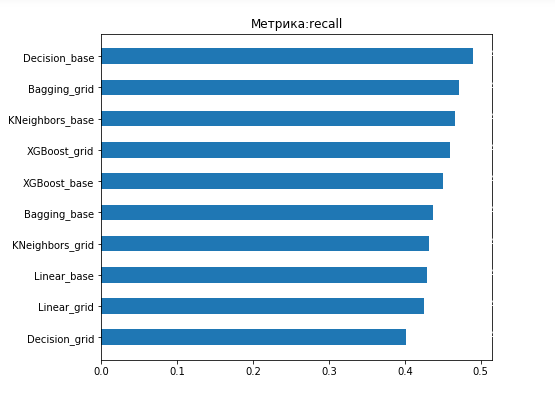 Метрика:recall
Decision_base
Bagging_grid
KNeighbors_base
XGBoost_grid
XGBoost_base
Bagging_base
KNeighbors_grid
Linear_base
Linear_grid
Decision_grid
0.0 0.1 0.2 0.3 0.4 0.5